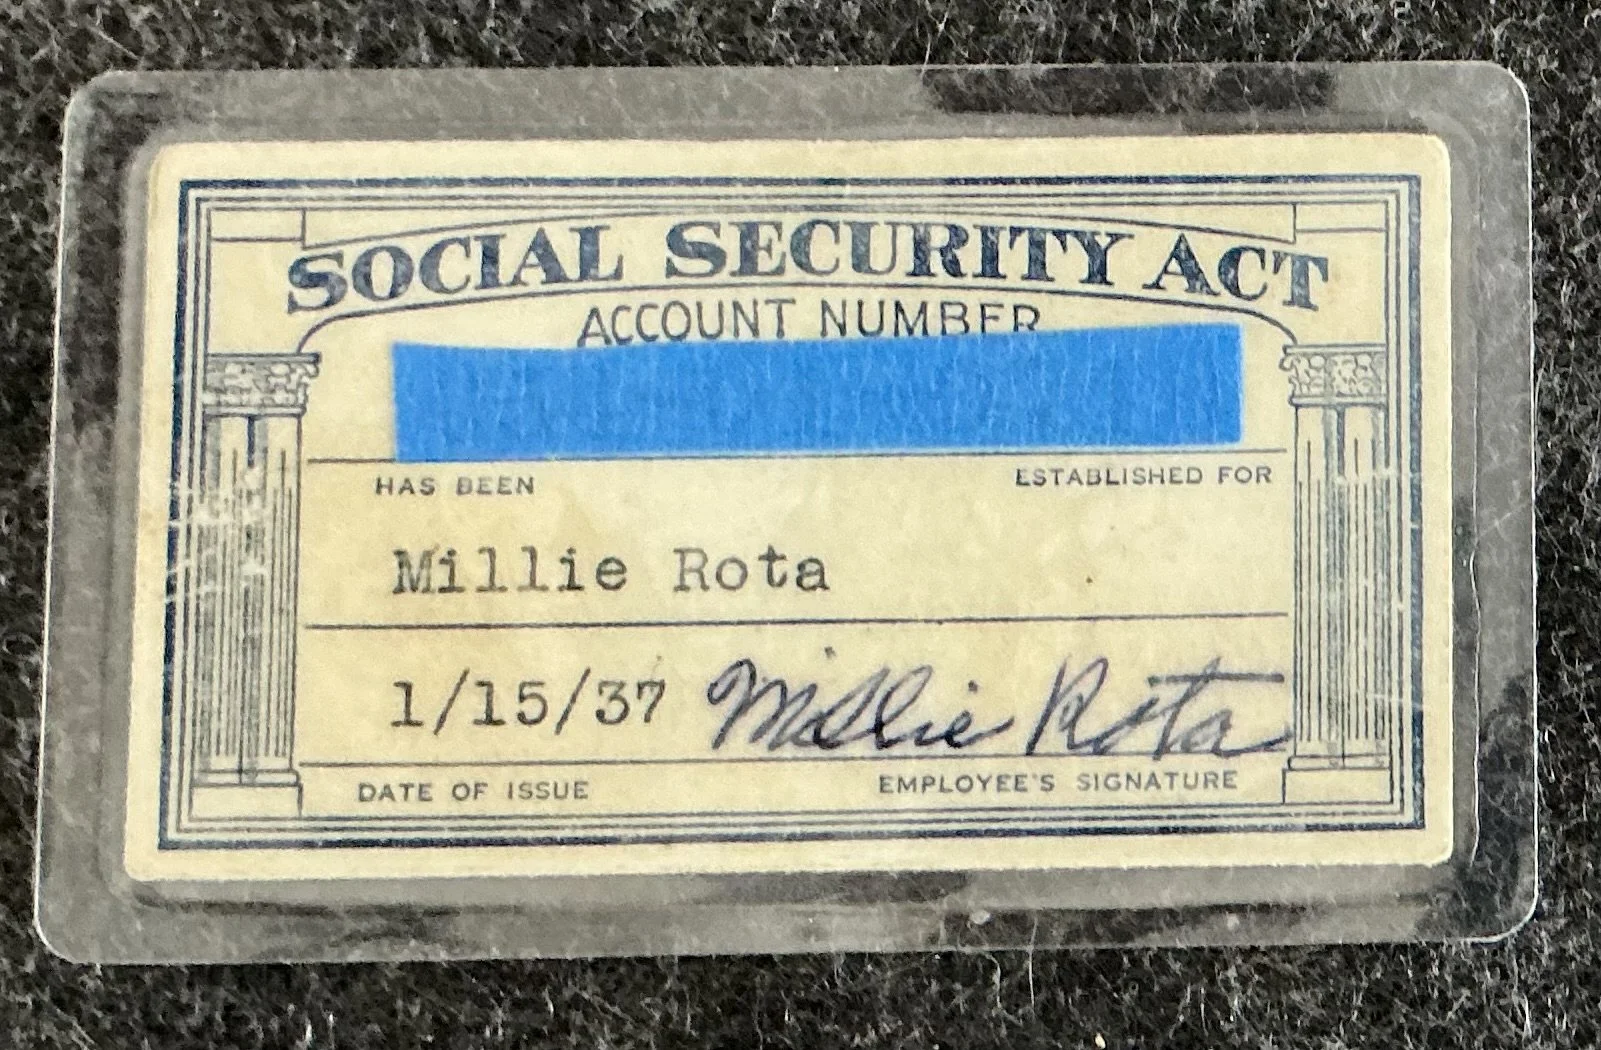 SOCIAL SECURITY ACT
ACCOUNT NUMBER
HAS BEEN ESTABLISHED FOR
Millie Rota
1/15/37 Millie Rota
DATE OF ISSUE EMPLOYEE'S SIGNATURE